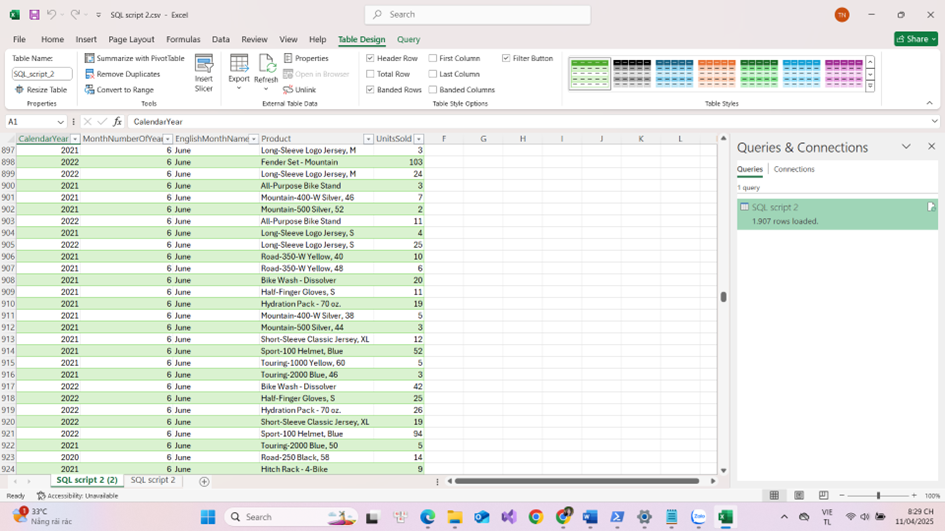 SQL script 2.csv - Excel
Search
TN
File Home Insert Page Layout Formulas Data Review View Help Table Design Query
Share
Table Name:
SQL_script_2
Resize Table
Properties
Summarize with PivotTable
Remove Duplicates
Convert to Range
Tools
Insert
Slicer
Export Refresh
Properties
Open in Browser
Unlink
External Table Data
Header Row First Column Filter Button
Total Row Last Column
Banded Rows Banded Columns
Table Style Options
Table Styles
A1 fx CalendarYear
CalendarYear MonthNumberOfYear EnglishMonthName Product UnitsSold F G H I J K L
897 2021 6 June Long-Sleeve Logo Jersey, M 3
898 2022 6 June Fender Set - Mountain 103
899 2022 6 June Long-Sleeve Logo Jersey, M 24
900 2021 6 June All-Purpose Bike Stand 3
901 2021 6 June Mountain-400-W Silver, 46 7
902 2021 6 June Mountain-500 Silver, 52 2
903 2022 6 June All-Purpose Bike Stand 11
904 2021 6 June Long-Sleeve Logo Jersey, S 4
905 2022 6 June Long-Sleeve Logo Jersey, S 25
906 2021 6 June Road-350-W Yellow, 40 10
907 2021 6 June Road-350-W Yellow, 48 6
908 2021 6 June Bike Wash - Dissolver 20
909 2021 6 June Half-Finger Gloves, S 11
910 2021 6 June Hydration Pack - 70 oz. 19
911 2021 6 June Mountain-400-W Silver, 38 5
912 2021 6 June Mountain-500 Silver, 44 3
913 2021 6 June Short-Sleeve Classic Jersey, XL 12
914 2021 6 June Sport-100 Helmet, Blue 52
915 2021 6 June Touring-1000 Yellow, 60 5
916 2021 6 June Touring-2000 Blue, 46 3
917 2022 6 June Bike Wash - Dissolver 42
918 2022 6 June Half-Finger Gloves, S 25
919 2022 6 June Hydration Pack - 70 oz. 26
920 2022 6 June Short-Sleeve Classic Jersey, XL 19
921 2022 6 June Sport-100 Helmet, Blue 94
922 2021 6 June Touring-2000 Blue, 50 5
923 2020 6 June Road-250 Black, 58 14
924 2021 6 June Hitch Rack - 4-Bike 9
Queries & Connections
Queries Connections
1 query
SQL script 2
1,907 rows loaded.
SQL script 2 (2) SQL script 2
Ready Accessibility: Unavailable
100%
33°C
Nắng rải rác
Search
VIE
TL
8:29 CH
11/04/2025